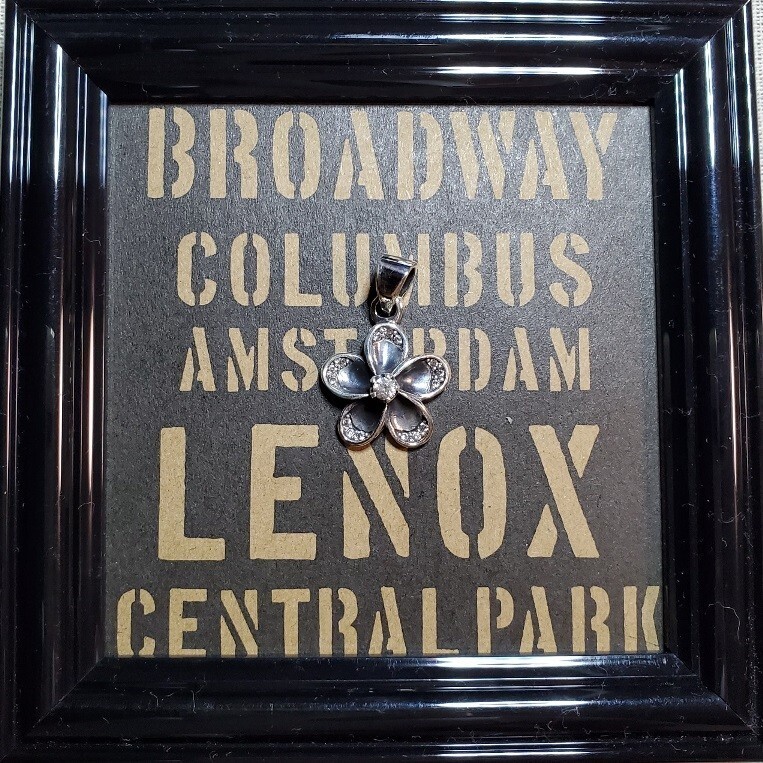 BROADWAY
COLUMBUS
AMSTERDAM
LENOX
CENTRAL PARK